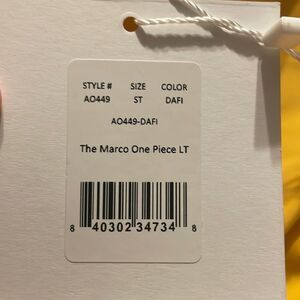 STYLE # SIZE COLOR
AO449 ST DAFI
AO449-DAFI
The Marco One Piece LT
8 40302 34734 8